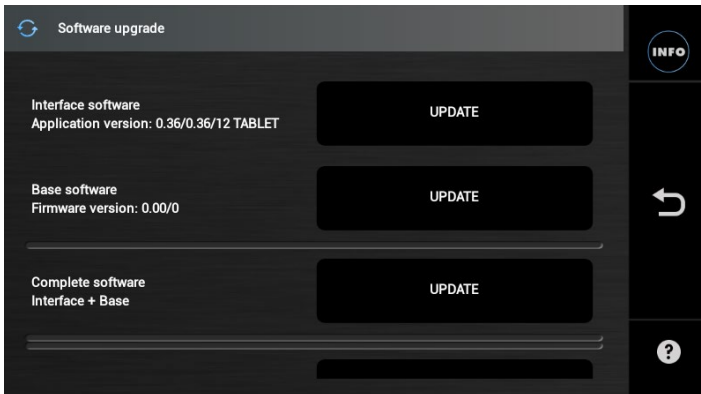 Software upgrade
INFO
Interface software
Application version: 0.36/0.36/12 TABLET
UPDATE
Base software
Firmware version: 0.00/0
UPDATE
Complete software
Interface + Base
UPDATE
?